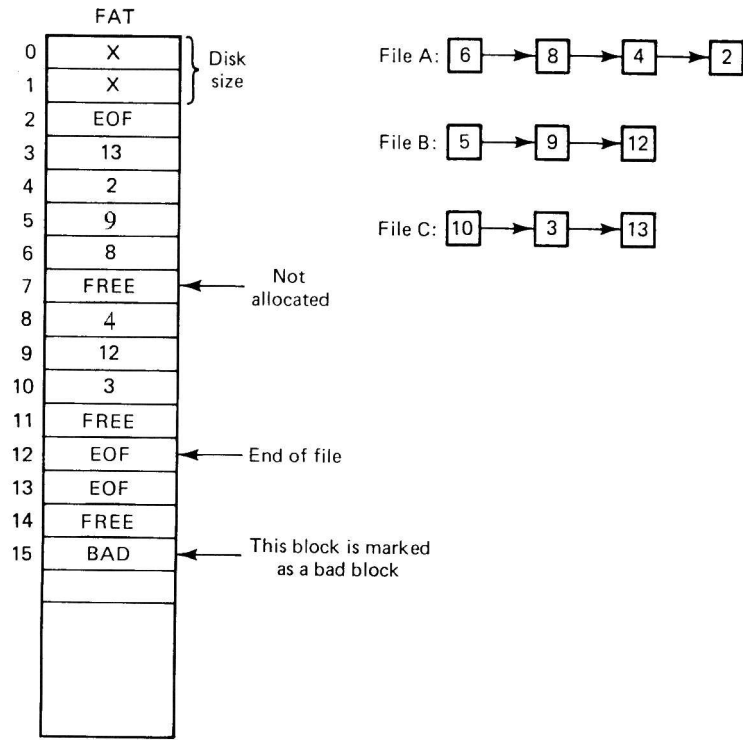 FAT
0 X
1 X
Disk
size
2 EOF
3 13
4 2
5 9
6 8
7 FREE
Not
allocated
8 4
9 12
10 3
11 FREE
12 EOF
End of file
13 EOF
14 FREE
15 BAD
This block is marked
as a bad block
File A: 6 8 4 2
File B: 5 9 12
File C: 10 3 13